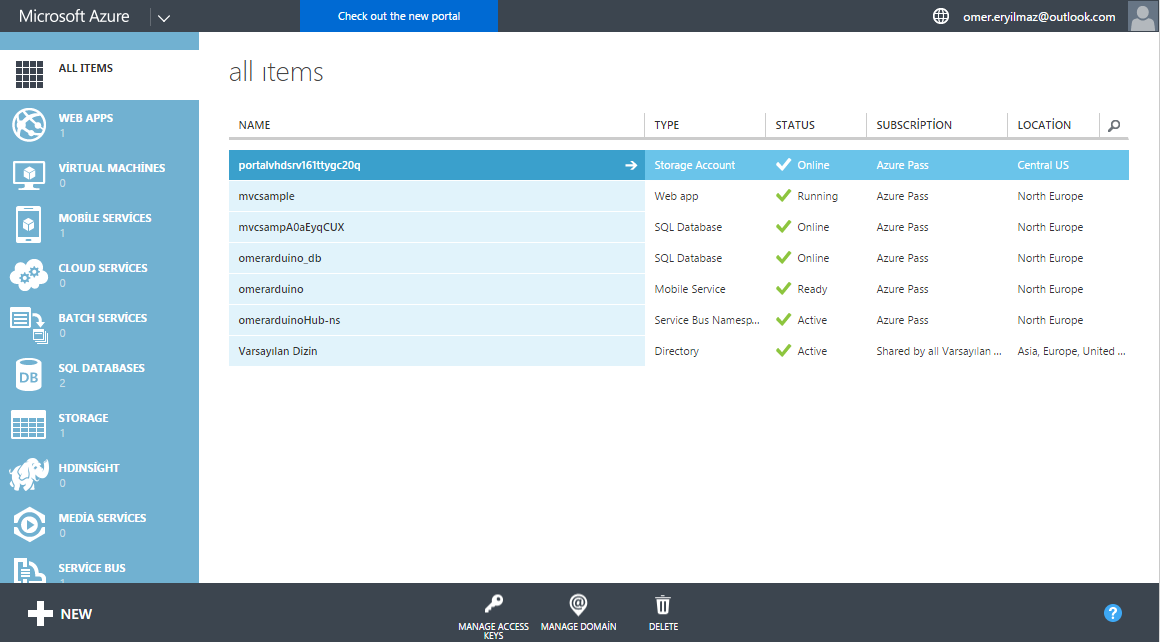 Microsoft Azure
Check out the new portal
omer.eryilmaz@outlook.com
ALL ITEMS
WEB APPS
1
VİRTUAL MACHINES
0
MOBİLE SERVİCES
1
CLOUD SERVİCES
0
BATCH SERVİCES
0
SQL DATABASES
2
STORAGE
1
HDINSİGHT
0
MEDİA SERVİCES
0
SERVİCE BUS
1
all ıtems
NAME TYPE STATUS SUBSCRİPTİON LOCATİON
portalvhdsrv161ttygc20q Storage Account Online Azure Pass Central US
mvcsample Web app Running Azure Pass North Europe
mvcsampA0aEyqCUX SQL Database Online Azure Pass North Europe
omerarduino_db SQL Database Online Azure Pass North Europe
omerarduino Mobile Service Ready Azure Pass North Europe
omerarduinoHub-ns Service Bus Namesp... Active Azure Pass North Europe
Varsayılan Dizin Directory Active Shared by all Varsayılan ... Asia, Europe, United ...
NEW
MANAGE ACCESS
KEYS
MANAGE DOMAİN
DELETE
?
DB